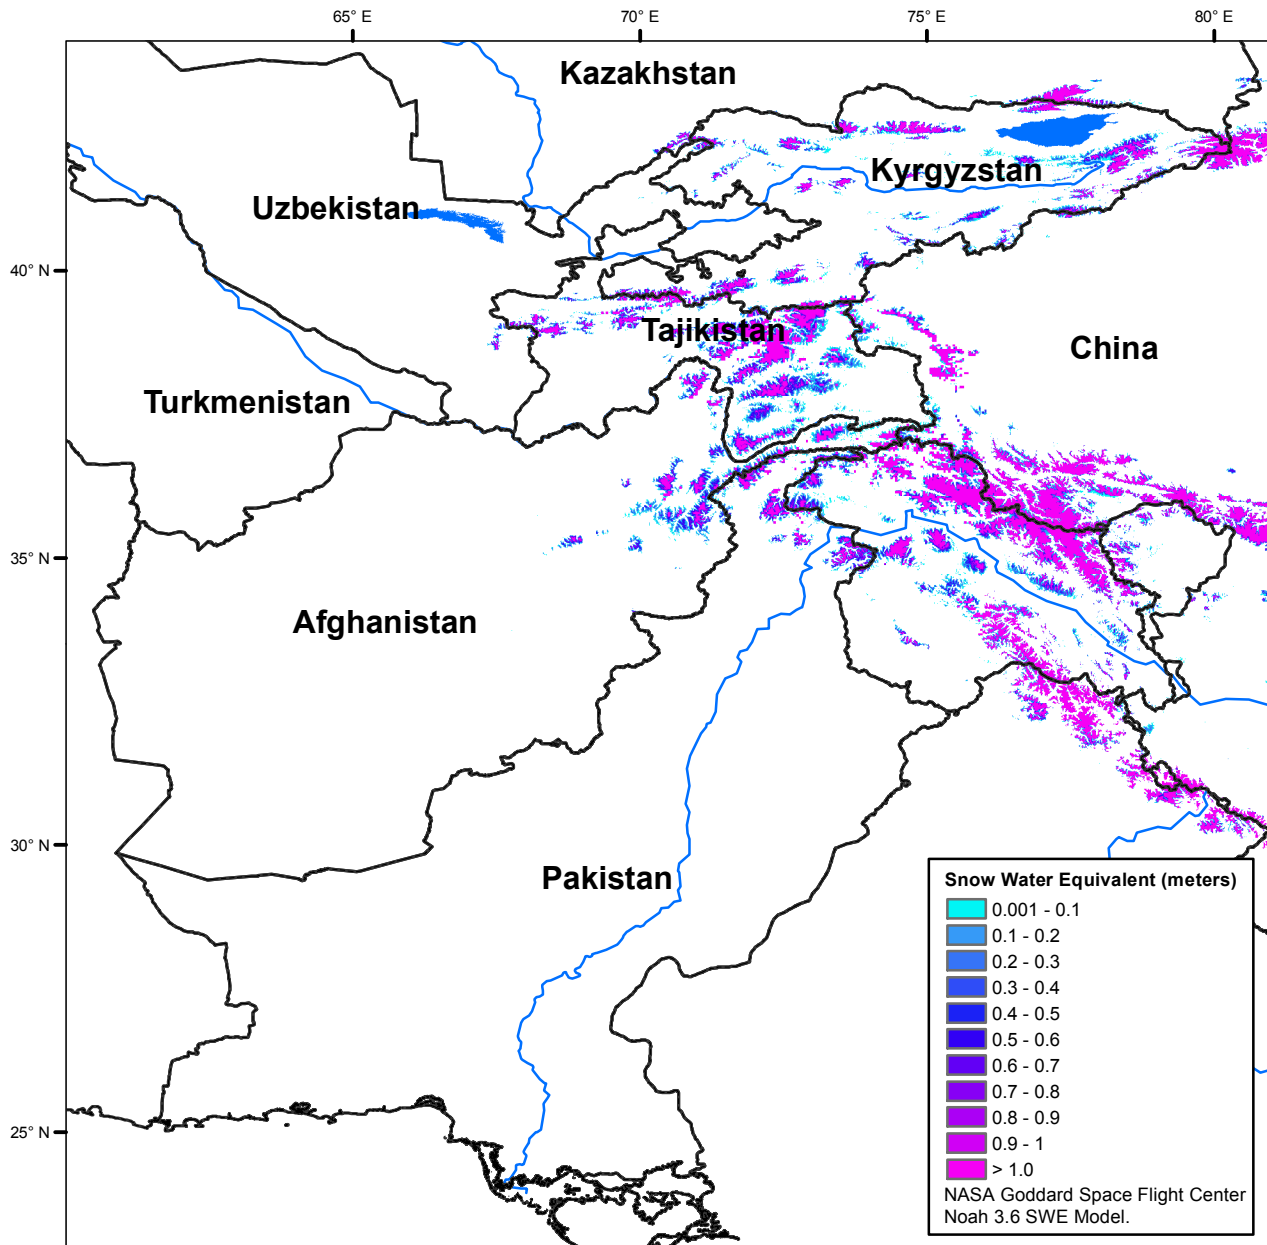 65° E
70° E
75° E
80° E
Kazakhstan
Kyrgyzstan
Uzbekistan
40° N
Tajikistan
China
Turkmenistan
35° N
Afghanistan
30° N
Pakistan
25° N
Snow Water Equivalent (meters)
0.001 - 0.1
0.1 - 0.2
0.2 - 0.3
0.3 - 0.4
0.4 - 0.5
0.5 - 0.6
0.6 - 0.7
0.7 - 0.8
0.8 - 0.9
0.9 - 1
> 1.0
NASA Goddard Space Flight Center
Noah 3.6 SWE Model.